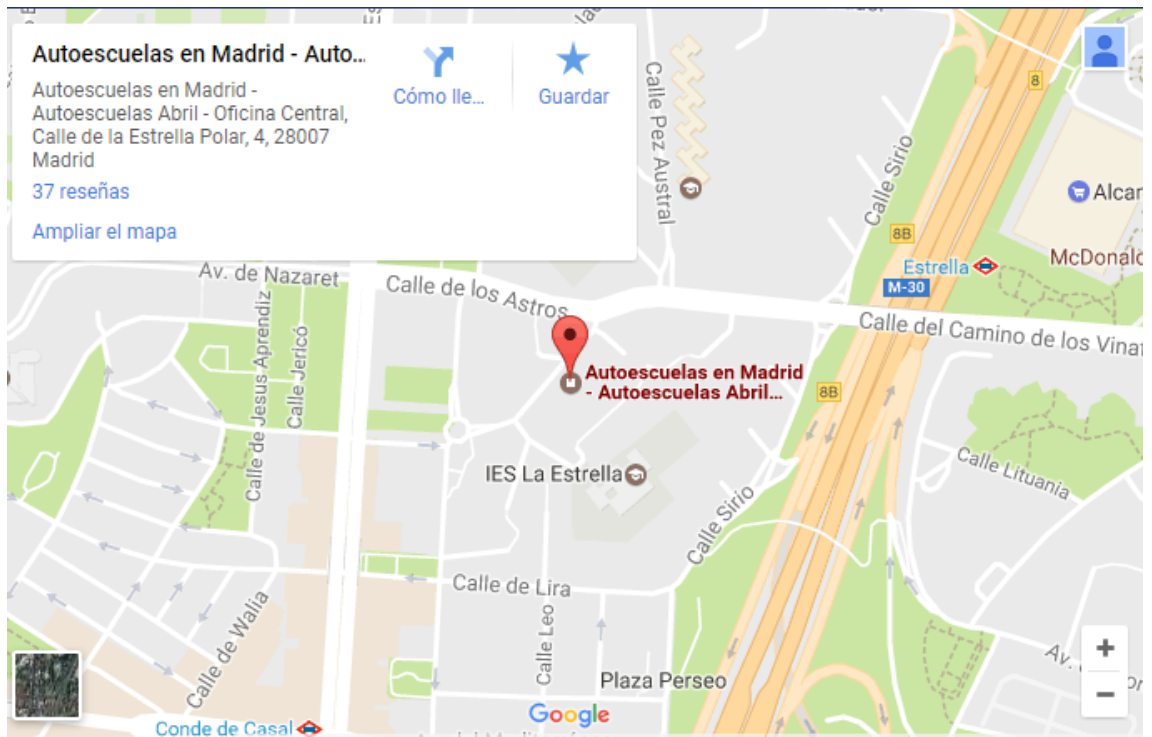 Autoescuelas en Madrid - Auto...
Autoescuelas en Madrid -
Autoescuelas Abril - Oficina Central,
Calle de la Estrella Polar, 4, 28007
Madrid
37 reseñas
Ampliar el mapa
Cómo lle...
Guardar
Calle Pez Austral
Calle Sirio
8
8B
Alcar
McDonald
Estrella
M-30
Av. de Nazaret
Calle de los Astros
Calle del Camino de los Vinat
Calle de Jesús Aprendiz
Calle Jericó
Autoescuelas en Madrid
- Autoescuelas Abril...
8B
IES La Estrella
Calle Lituania
Calle Sirio
Calle de Lira
Calle de Walia
Calle Leo
Plaza Perseo
Av.
+
−
Google
Conde de Casal